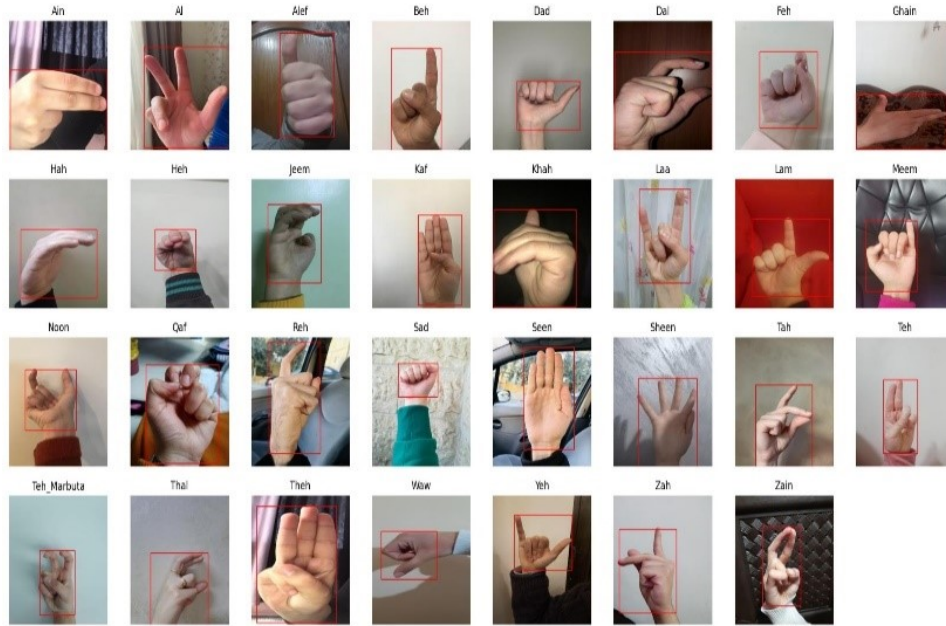 Ain Al Alef Beh Dad Dal Feh Ghain
Hah Heh Jeem Kaf Khah Laa Lam Meem
Noon Qaf Reh Sad Seen Sheen Tah Teh
Teh_Marbuta Thal Theh Waw Yeh Zah Zain